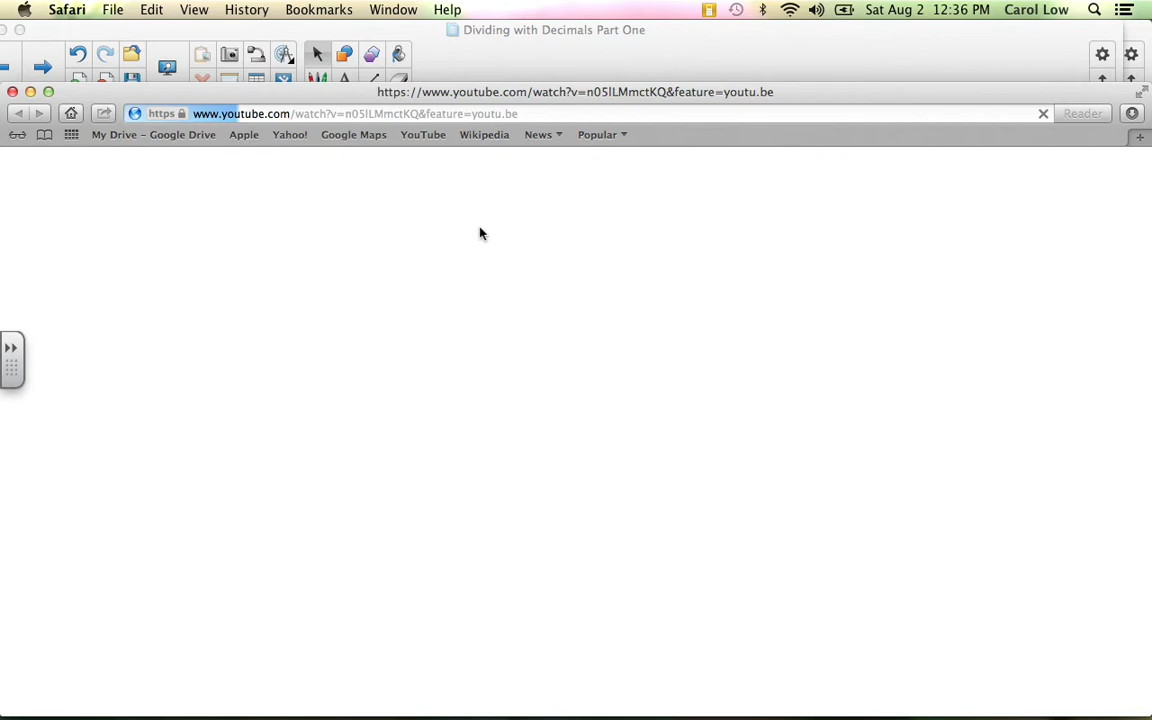 Safari File Edit View History Bookmarks Window Help Sat Aug 2 12:36 PM Carol Low
Dividing with Decimals Part One
https://www.youtube.com/watch?v=n05lLMmctKQ&feature=youtu.be
https www.youtube.com/watch?v=n05lLMmctKQ&feature=youtu.be Reader
My Drive – Google Drive Apple Yahoo! Google Maps YouTube Wikipedia News Popular